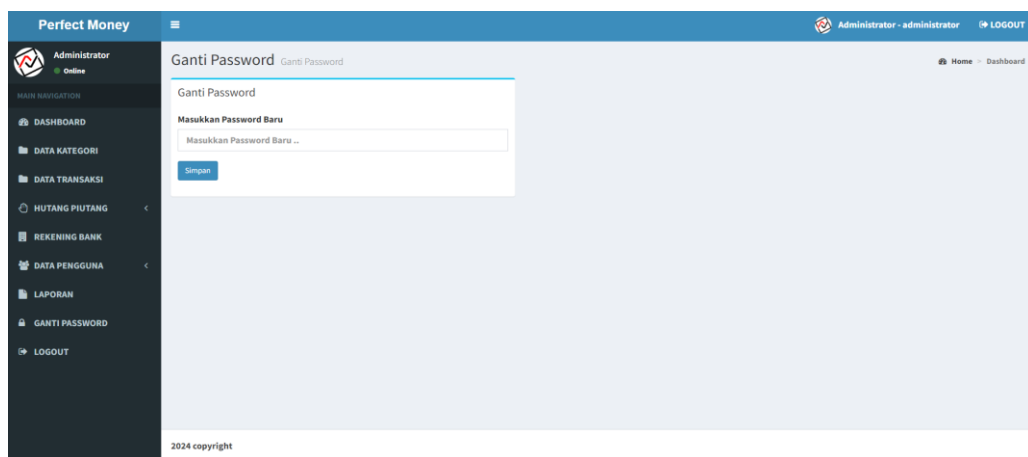 Perfect Money
Administrator - administrator LOGOUT
Administrator
Online
MAIN NAVIGATION
DASHBOARD
DATA KATEGORI
DATA TRANSAKSI
HUTANG PIUTANG
REKENING BANK
DATA PENGGUNA
LAPORAN
GANTI PASSWORD
LOGOUT
Ganti Password Ganti Password
Home > Dashboard
Ganti Password
Masukkan Password Baru
Masukkan Password Baru ..
Simpan
2024 copyright